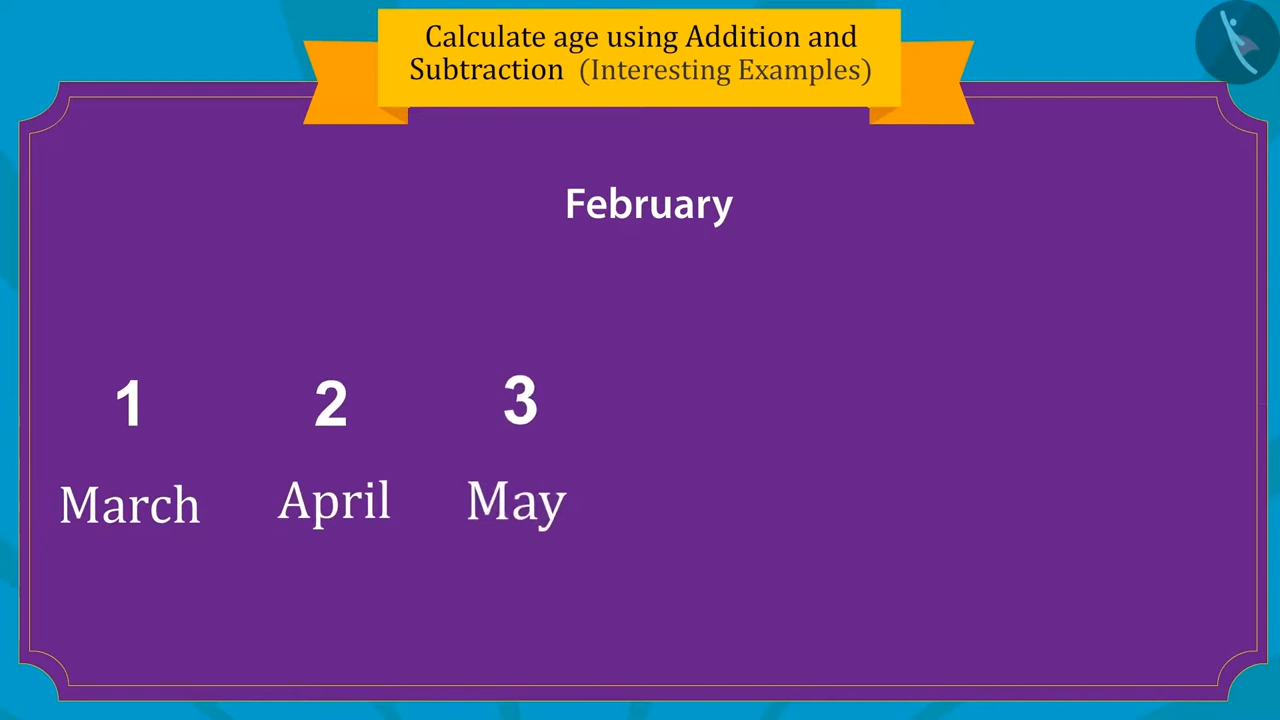 Calculate age using Addition and
Subtraction (Interesting Examples)
February
1 2 3
March April May